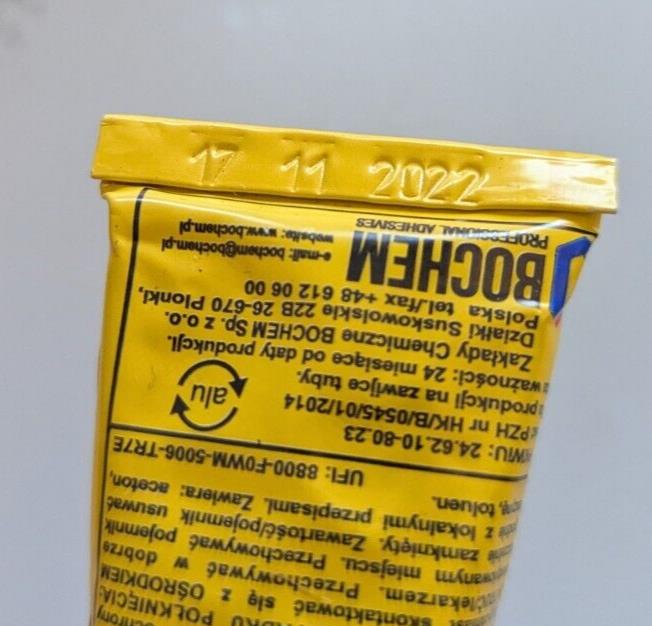 ochrony
POŁKNIĘCIA:
skontaktować się z OŚRODKIEM
lekarzem. Przechowywać w dobrze
miejscu. Przechowywać pojemnik
zamknięty. Zawartość/pojemnik usuwać
z lokalnymi przepisami. Zawiera: aceton,
toluen.
UFI: 8800-F0WM-5006-TR7E
24.62.10-80.23
PZH nr HK/B/0545/01/2014
produkcji na zawijce tuby.
ważności: 24 miesiące od daty produkcji.
alu
Zakłady Chemiczne BOCHEM Sp. z o.o.
Działki Suskowolskie 22B 26-670 Pionki,
Polska tel./fax +48 612 06 00
BOCHEM
PROFESSIONAL ADHESIVES
e-mail: bochem@bochem.pl
website: www.bochem.pl
17 11 2022